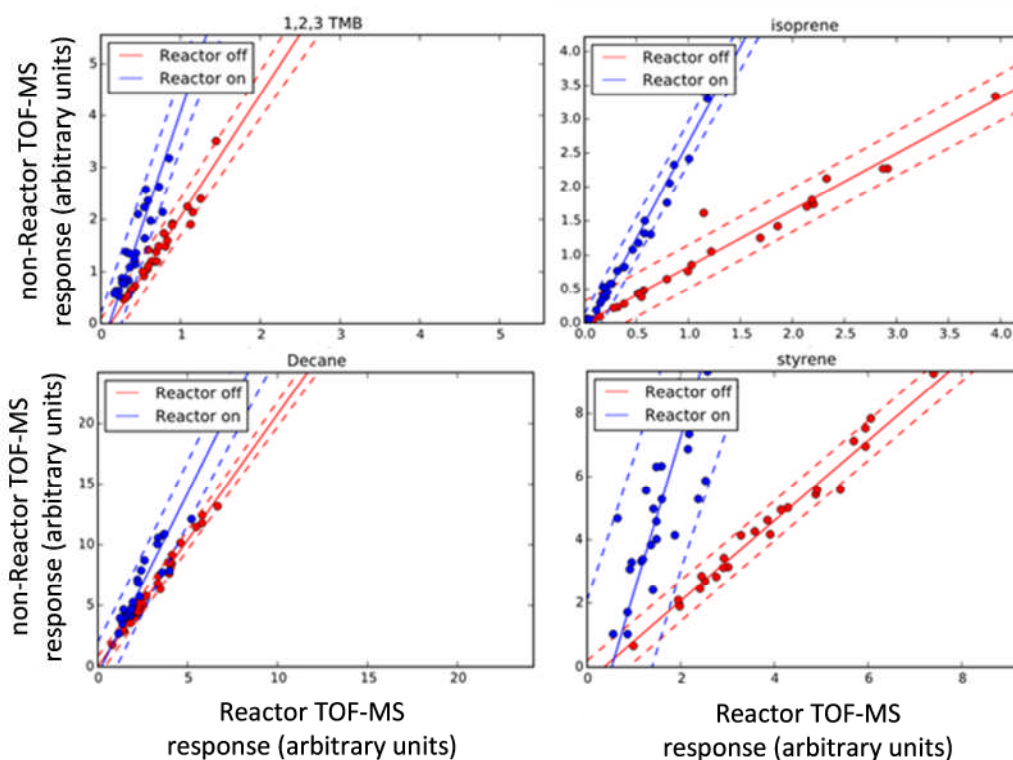 1,2,3 TMB
Reactor off
Reactor on
5
4
3
2
1
0
0 1 2 3 4 5
isoprene
Reactor off
Reactor on
4.0
3.5
3.0
2.5
2.0
1.5
1.0
0.5
0.0
0.0 0.5 1.0 1.5 2.0 2.5 3.0 3.5 4.0
non-Reactor TOF-MS
response (arbitrary units)
Decane
Reactor off
Reactor on
20
15
10
5
0
0 5 10 15 20
styrene
Reactor off
Reactor on
8
6
4
2
0
0 2 4 6 8
non-Reactor TOF-MS
response (arbitrary units)
Reactor TOF-MS
response (arbitrary units)
Reactor TOF-MS
response (arbitrary units)